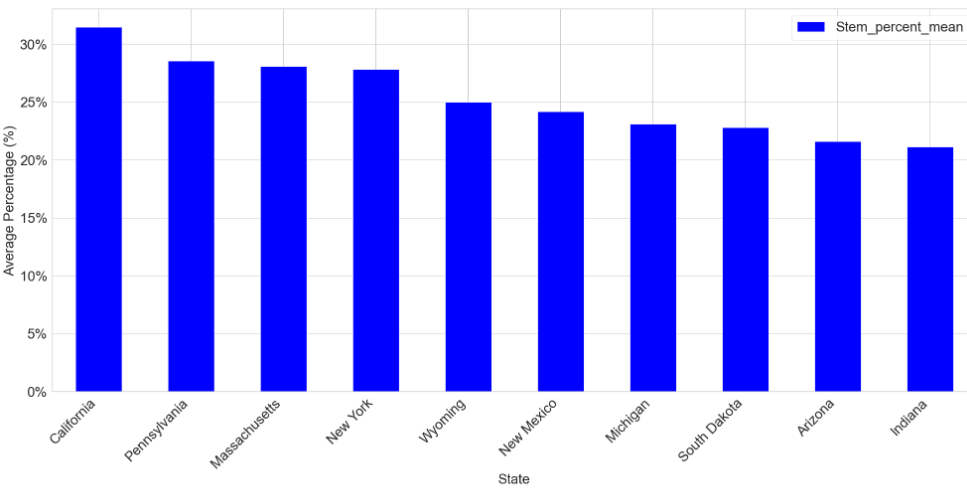 Stem_percent_mean
Average Percentage (%)
30%
25%
20%
15%
10%
5%
0%
California
Pennsylvania
Massachusetts
New York
Wyoming
New Mexico
Michigan
South Dakota
Arizona
Indiana
State